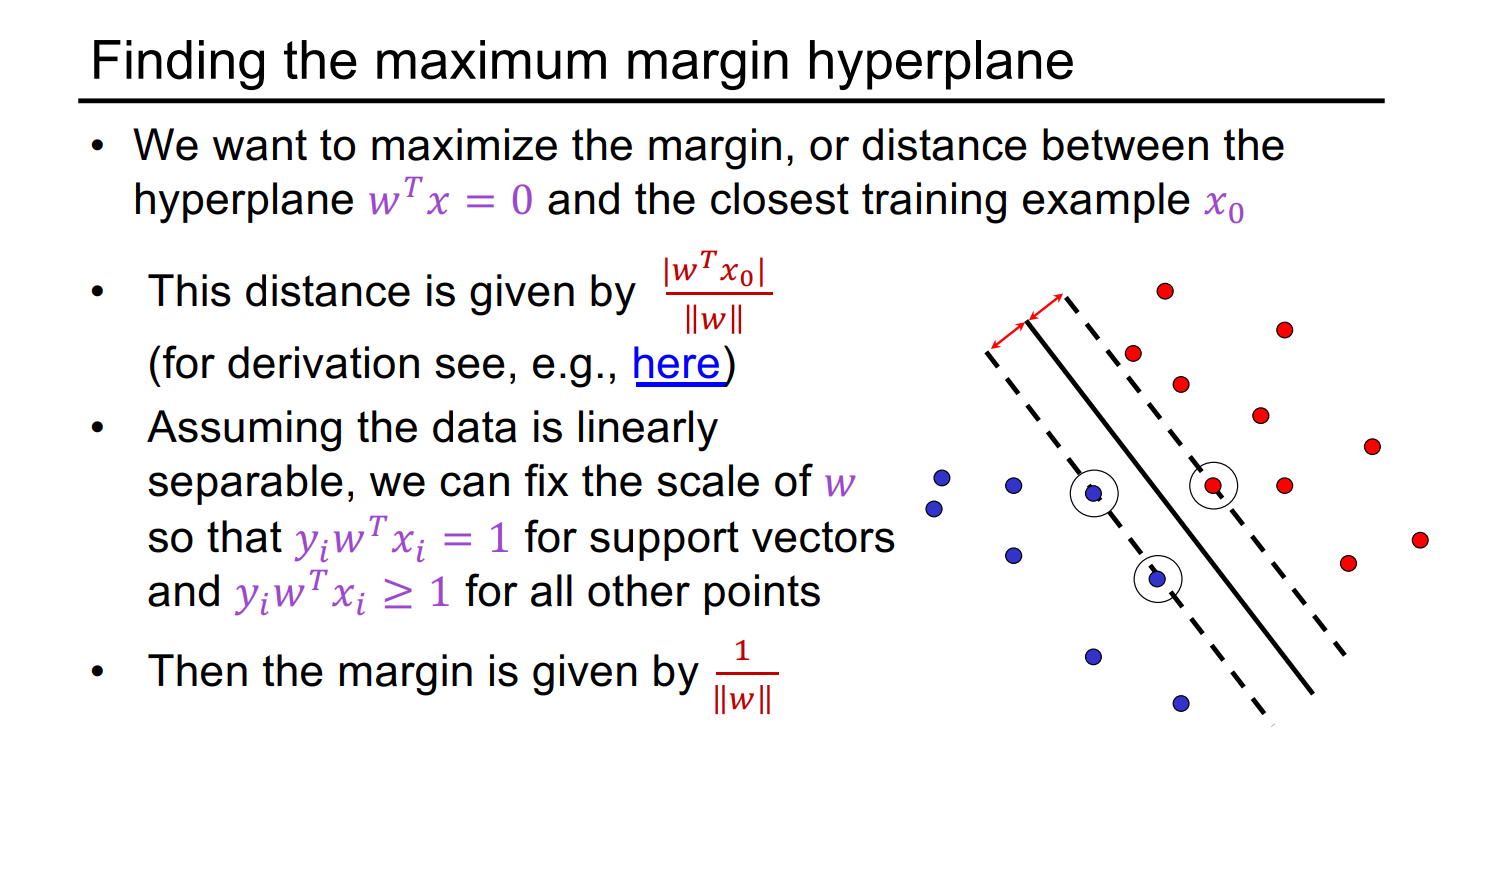 Finding the maximum margin hyperplane
• We want to maximize the margin, or distance between the
hyperplane $w^T x = 0$ and the closest training example $x_0$
• This distance is given by $\frac{|w^T x_0|}{\|w\|}$
(for derivation see, e.g., here)
• Assuming the data is linearly
separable, we can fix the scale of $w$
so that $y_i w^T x_i = 1$ for support vectors
and $y_i w^T x_i \geq 1$ for all other points
• Then the margin is given by $\frac{1}{\|w\|}$